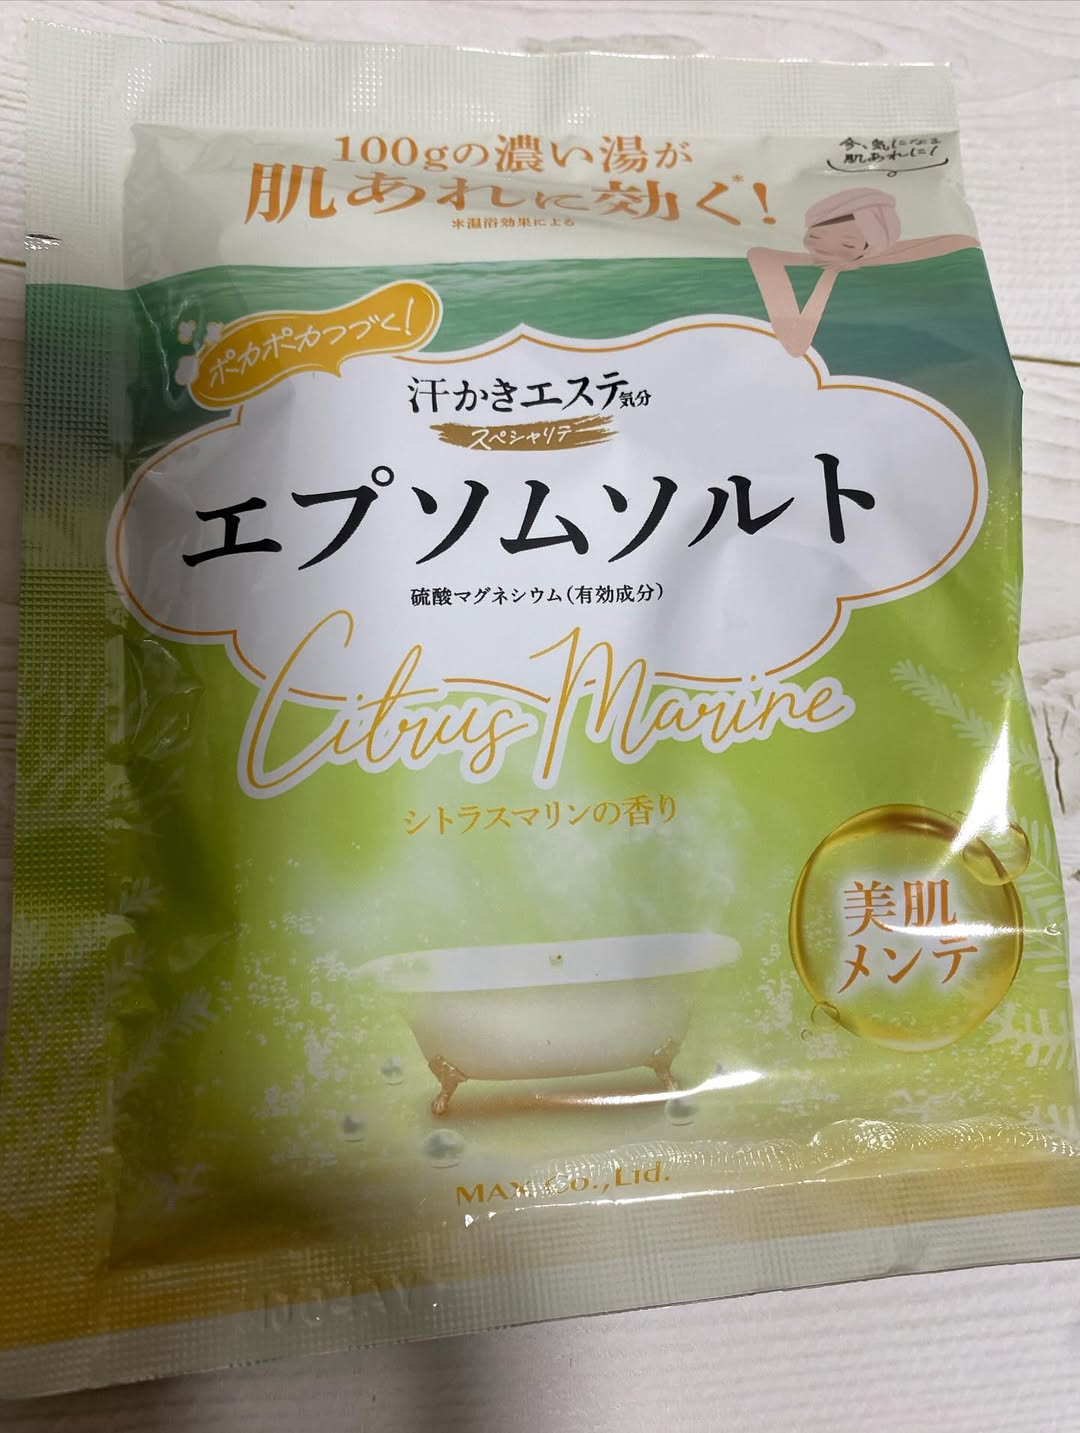 100gの濃い湯が
肌あれに効く*!
*温浴効果による
今、気になる
肌あれに!
ポカポカつづく!
汗かきエステ気分
スペシャリテ
エプソムソルト
硫酸マグネシウム(有効成分)
Citrus Marine
シトラスマリンの香り
美肌
メンテ
MAX Co.,Ltd.